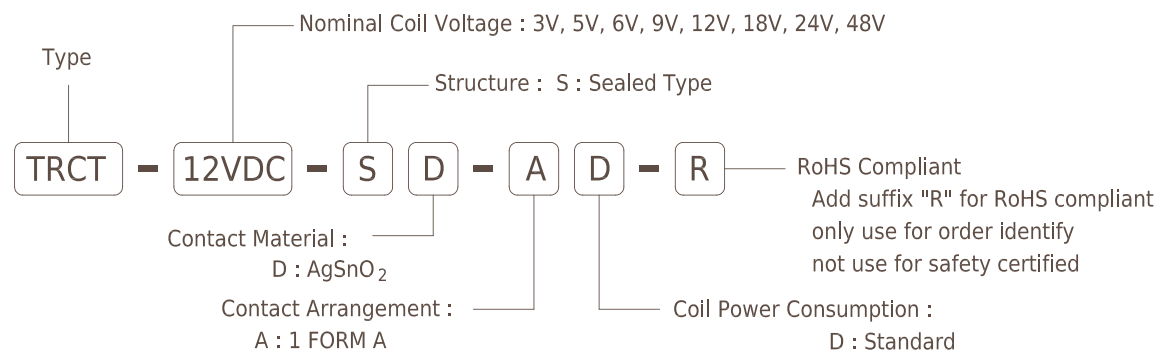 Nominal Coil Voltage : 3V, 5V, 6V, 9V, 12V, 18V, 24V, 48V
Type
Structure : S : Sealed Type
TRCT - 12VDC - S D - A D - R
RoHS Compliant
Add suffix "R" for RoHS compliant
only use for order identify
not use for safety certified
Contact Material :
D : AgSnO₂
Contact Arrangement :
A : 1 FORM A
Coil Power Consumption :
D : Standard